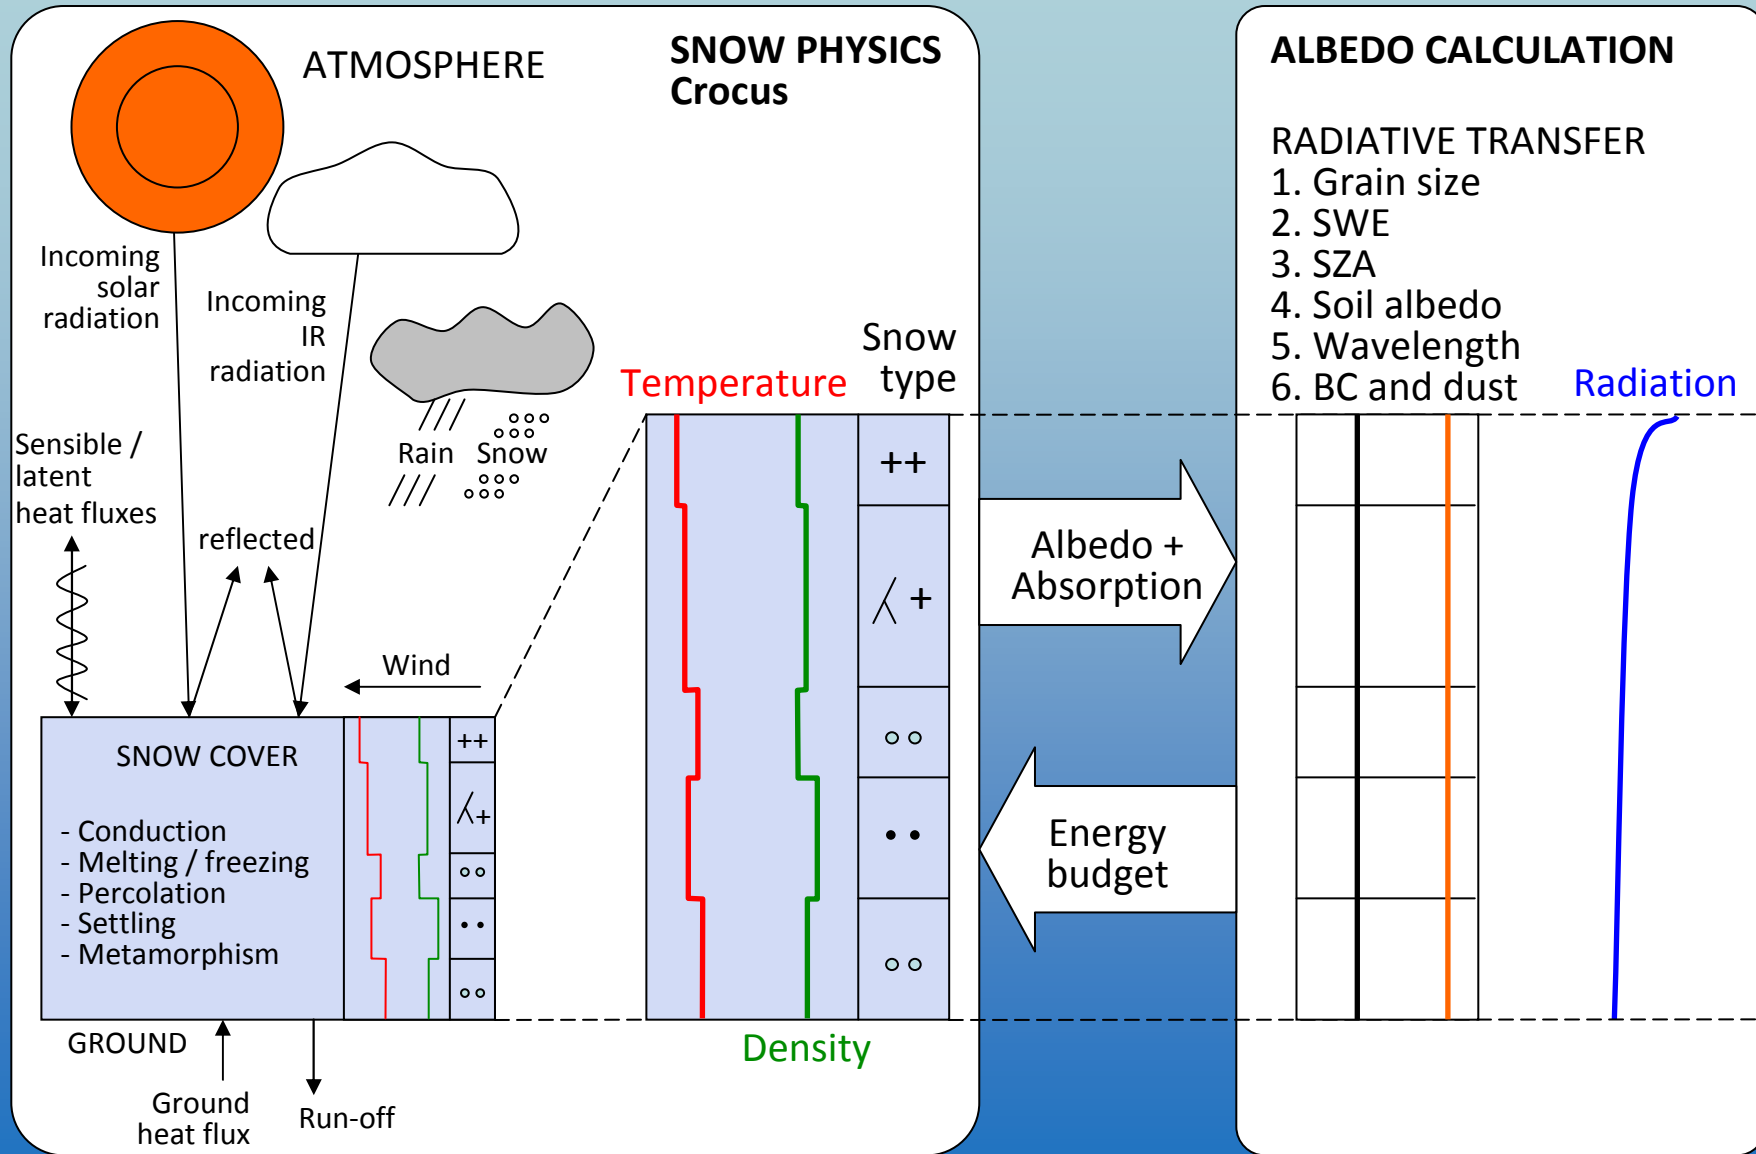 ATMOSPHERE
SNOW PHYSICS
Crocus
Incoming
solar
radiation
Incoming
IR
radiation
Sensible /
latent
heat fluxes
reflected
Rain Snow
Wind
SNOW COVER
- Conduction
- Melting / freezing
- Percolation
- Settling
- Metamorphism
++
+
GROUND
Ground
heat flux
Run-off
Temperature
Snow
type
++
+
Density
Albedo +
Absorption
Energy
budget
ALBEDO CALCULATION
RADIATIVE TRANSFER
1. Grain size
2. SWE
3. SZA
4. Soil albedo
5. Wavelength
6. BC and dust
Radiation